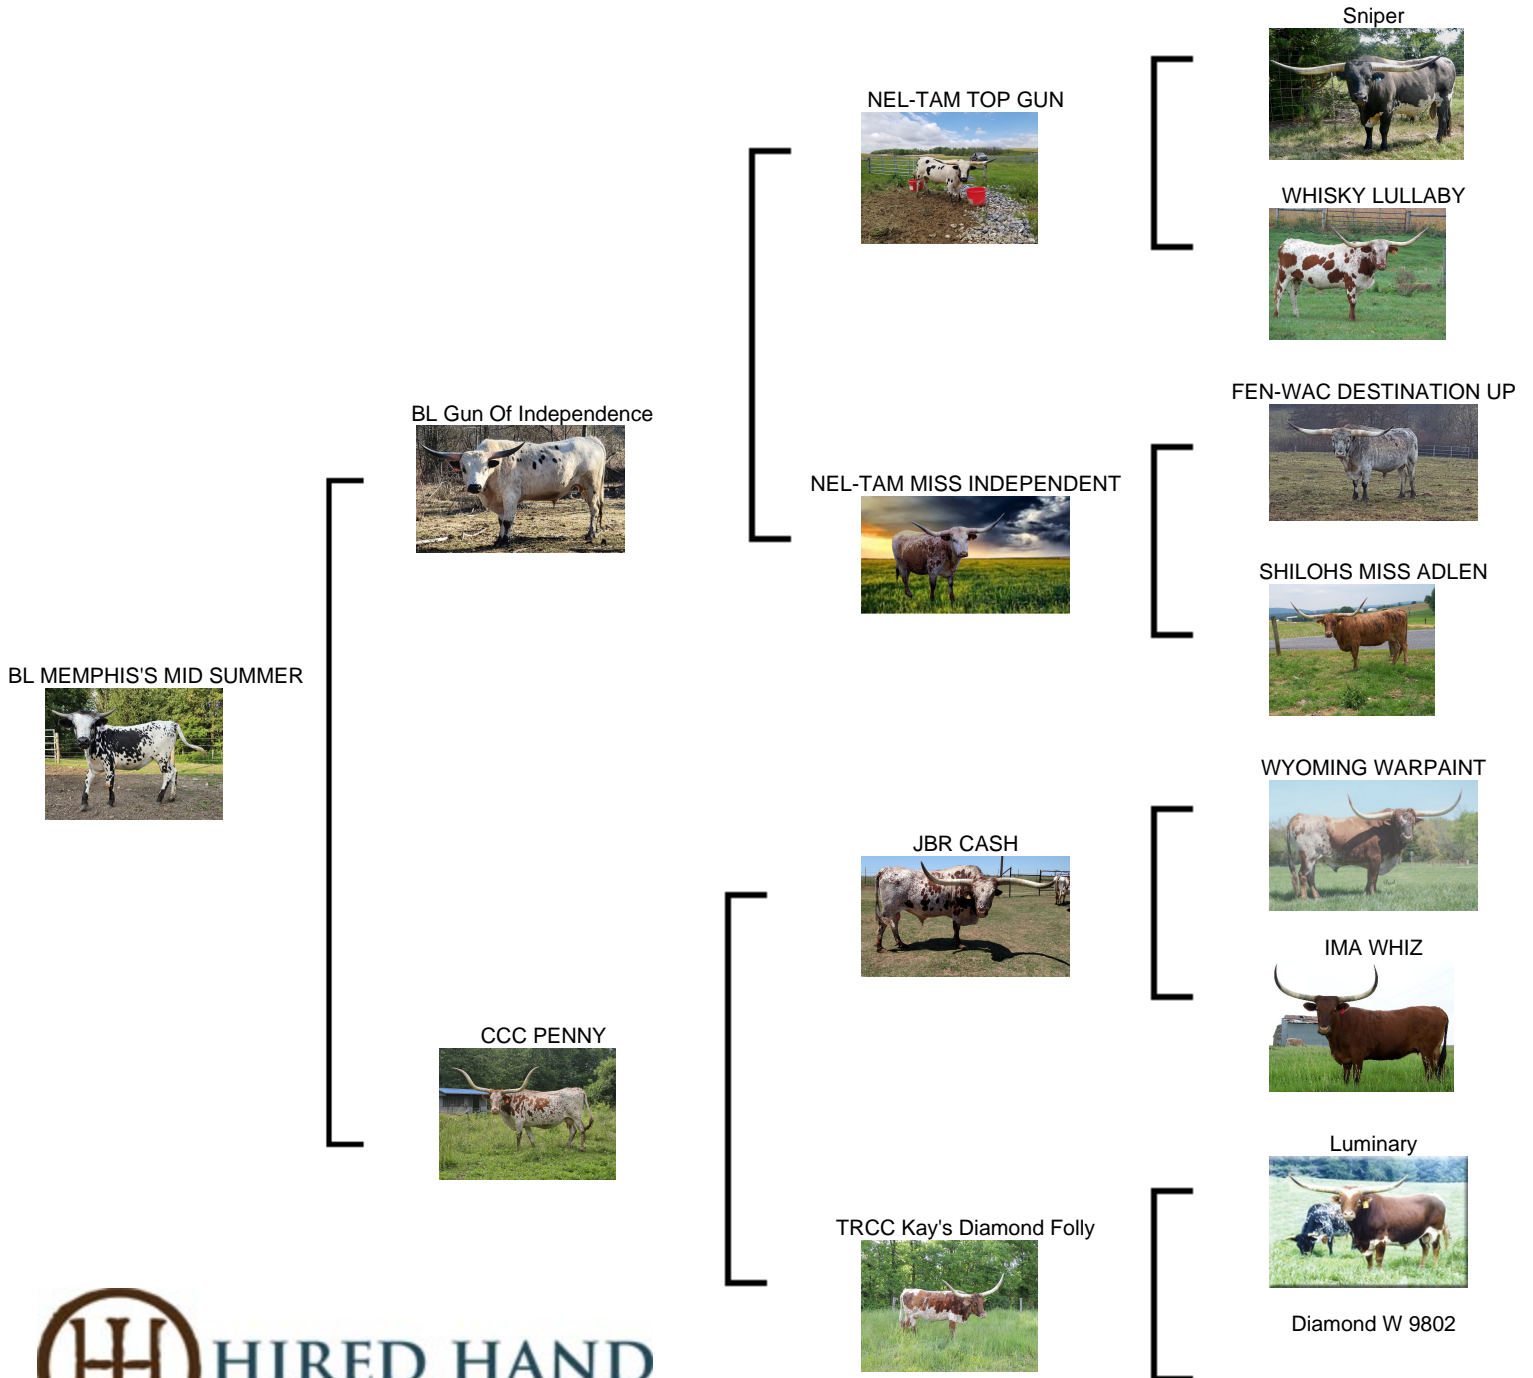 Sniper
NEL-TAM TOP GUN
WHISKY LULLABY
FEN-WAC DESTINATION UP
BL Gun Of Independence
NEL-TAM MISS INDEPENDENT
SHILOHS MISS ADLEN
BL MEMPHIS'S MID SUMMER
WYOMING WARPAINT
JBR CASH
IMA WHIZ
CCC PENNY
Luminary
TRCC Kay's Diamond Folly
Diamond W 9802
HIRED HAND